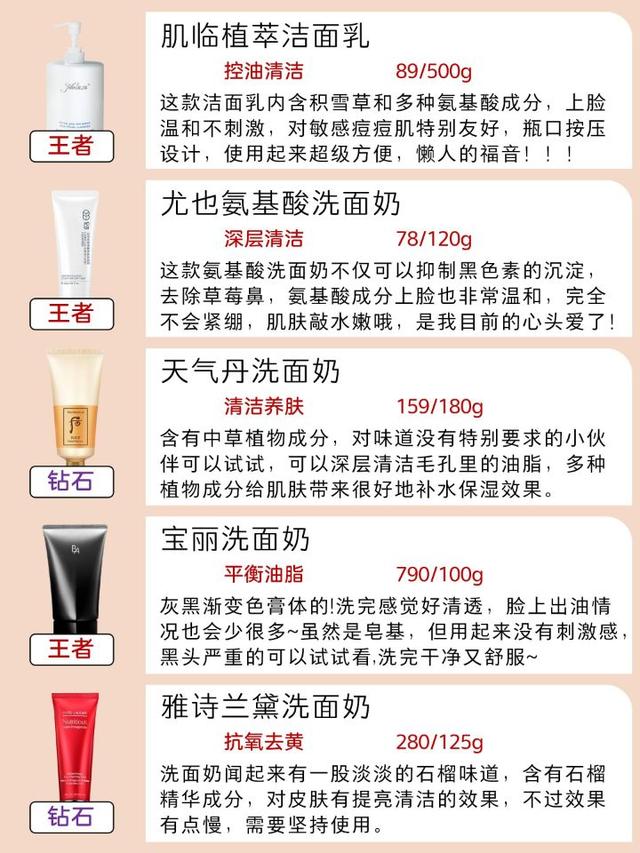 肌临植萃洁面乳
控油清洁 89/500g
这款洁面乳内含积雪草和多种氨基酸成分，上脸
温和不刺激，对敏感痘痘肌特别友好，瓶口按压
设计，使用起来超级方便，懒人的福音！！！
王者
尤也氨基酸洗面奶
深层清洁 78/120g
这款氨基酸洗面奶不仅可以抑制黑色素的沉淀，
去除草莓鼻，氨基酸成分上脸也非常温和，完全
不会紧绷，肌肤敲水嫩哦，是我目前的心头爱了！
王者
天气丹洗面奶
清洁养肤 159/180g
含有中草植物成分，对味道没有特别要求的小伙
伴可以试试，可以深层清洁毛孔里的油脂，多种
植物成分给肌肤带来很好地补水保湿效果。
钻石
宝丽洗面奶
平衡油脂 790/100g
灰黑渐变色膏体的!洗完感觉好清透，脸上出油情
况也会少很多~虽然是皂基，但用起来没有刺激感，
黑头严重的可以试试看,洗完干净又舒服~
BA
王者
雅诗兰黛洗面奶
抗氧去黄 280/125g
洗面奶闻起来有一股淡淡的石榴味道，含有石榴
精华成分，对皮肤有提亮清洁的效果，不过效果
有点慢，需要坚持使用。
Nutritious
钻石